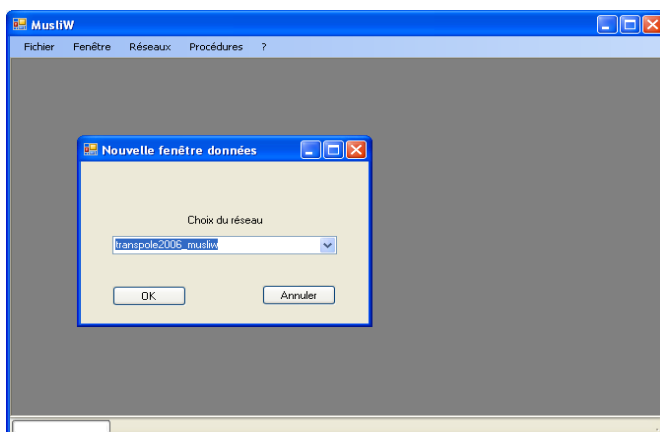 MusliW
Fichier Fenêtre Réseaux Procédures ?
Nouvelle fenêtre données
Choix du réseau
transpole2006_musliw
OK Annuler